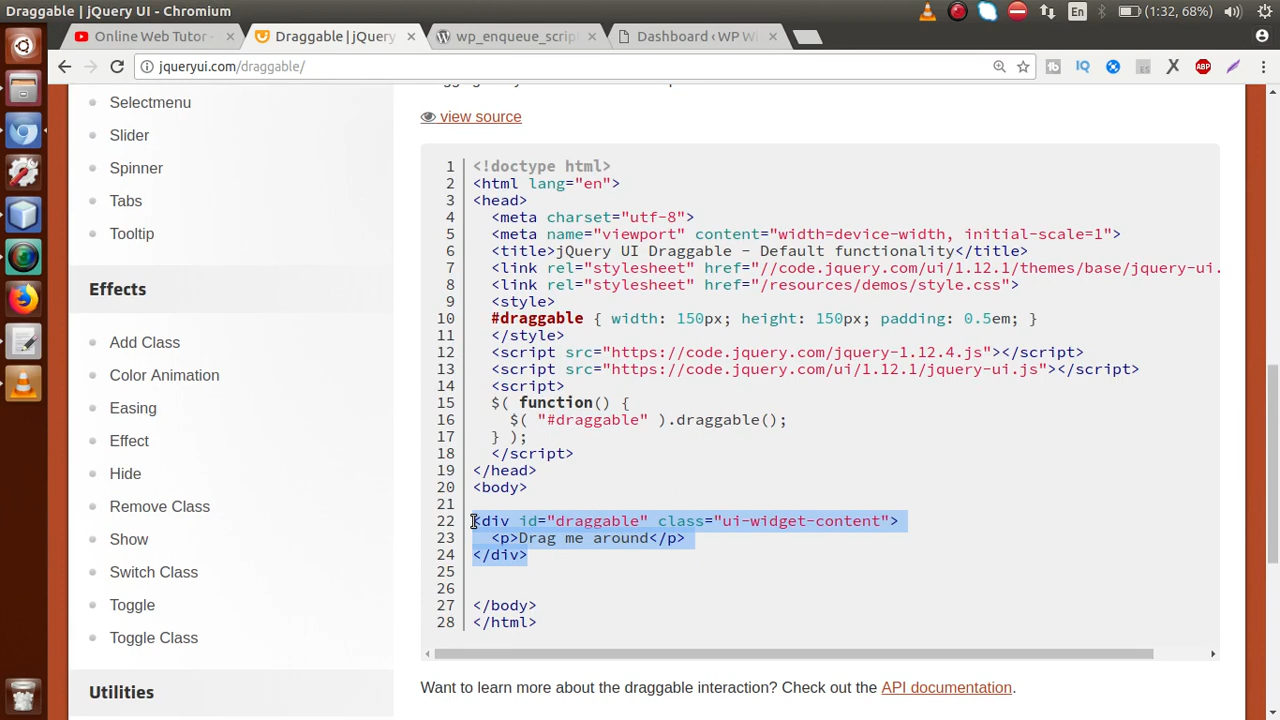 Draggable | jQuery UI - Chromium
En
(1:32, 68%)
Online Web Tutor -
Draggable | jQuery
wp_enqueue_scrip
Dashboard ‹ WP Wi
jqueryui.com/draggable/
IQ
X
ABP
Selectmenu
Slider
Spinner
Tabs
Tooltip
Effects
Add Class
Color Animation
Easing
Effect
Hide
Remove Class
Show
Switch Class
Toggle
Toggle Class
Utilities
view source
1 <!doctype html>
2 <html lang="en">
3 <head>
4 <meta charset="utf-8">
5 <meta name="viewport" content="width=device-width, initial-scale=1">
6 <title>jQuery UI Draggable - Default functionality</title>
7 <link rel="stylesheet" href="//code.jquery.com/ui/1.12.1/themes/base/jquery-ui.
8 <link rel="stylesheet" href="/resources/demos/style.css">
9 <style>
10 #draggable { width: 150px; height: 150px; padding: 0.5em; }
11 </style>
12 <script src="https://code.jquery.com/jquery-1.12.4.js"></script>
13 <script src="https://code.jquery.com/ui/1.12.1/jquery-ui.js"></script>
14 <script>
15 $( function() {
16 $( "#draggable" ).draggable();
17 } );
18 </script>
19 </head>
20 <body>
21
22 <div id="draggable" class="ui-widget-content">
23 <p>Drag me around</p>
24 </div>
25
26
27 </body>
28 </html>
Want to learn more about the draggable interaction? Check out the API documentation.